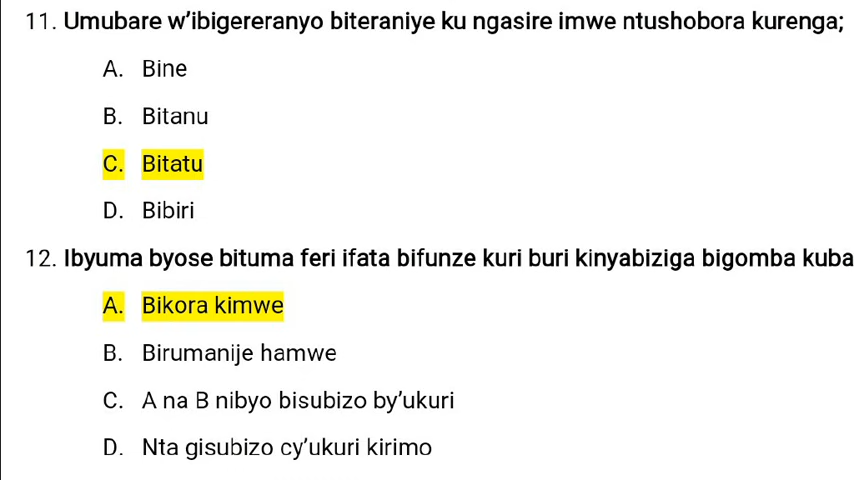 11. Umubare w'ibigereranyo biteraniye ku ngasire imwe ntushobora kurenga;
A. Bine
B. Bitanu
C. Bitatu
D. Bibiri
12. Ibyuma byose bituma feri ifata bifunze kuri buri kinyabiziga bigomba kuba
A. Bikora kimwe
B. Birumanije hamwe
C. A na B nibyo bisubizo by'ukuri
D. Nta gisubizo cy'ukuri kirimo